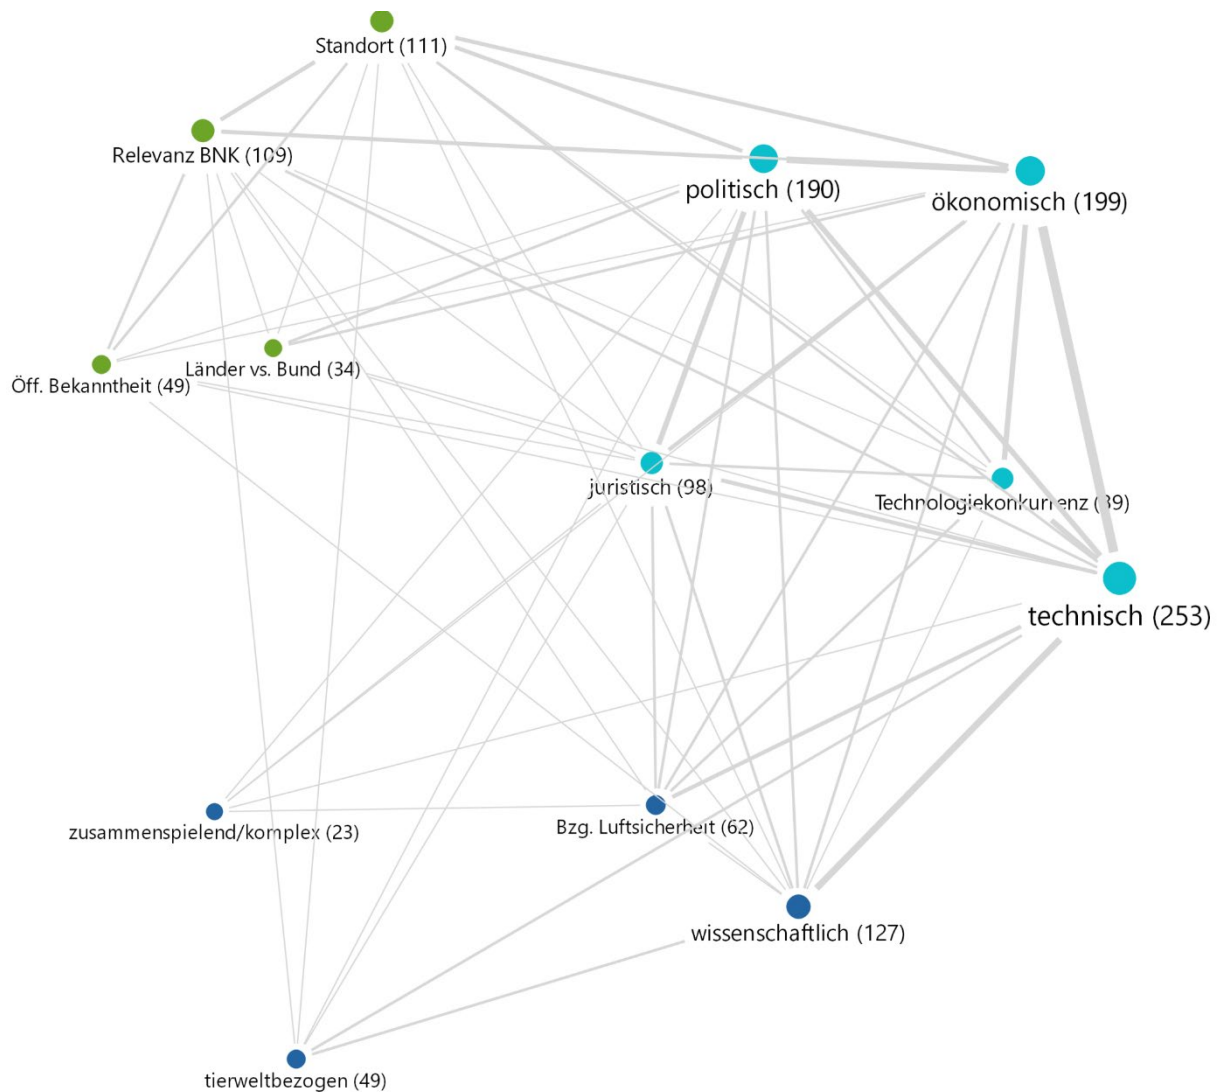 Standort (111)
Relevanz BNK (109)
politisch (190)
ökonomisch (199)
Öff. Bekanntheit (49)
Länder vs. Bund (34)
juristisch (98)
Technologiekonkurrenz (39)
technisch (253)
zusammenspielend/komplex (23)
Bzg. Luftsicherheit (62)
wissenschaftlich (127)
tierweltbezogen (49)